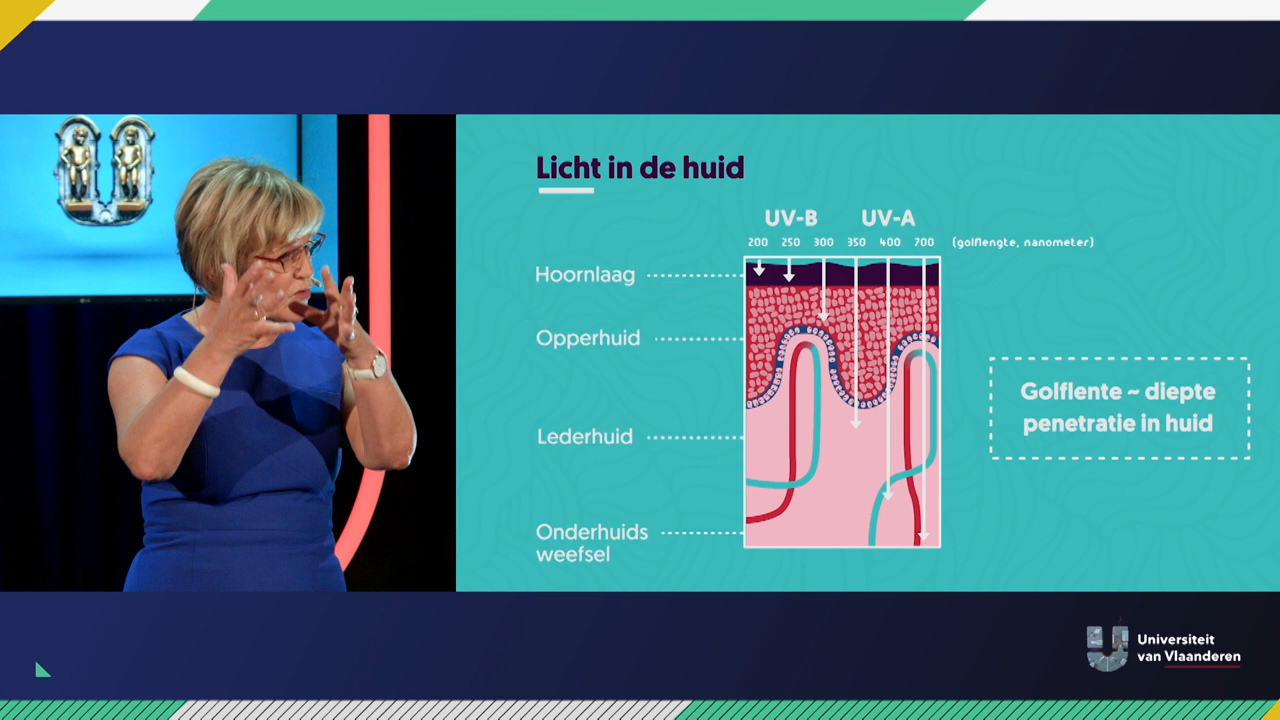 Licht in de huid
UV-B UV-A
200 250 300 350 400 700 (golflengte, nanometer)
Hoornlaag
Opperhuid
Lederhuid
Onderhuids
weefsel
Golflente ~ diepte
penetratie in huid
Universiteit
van Vlaanderen